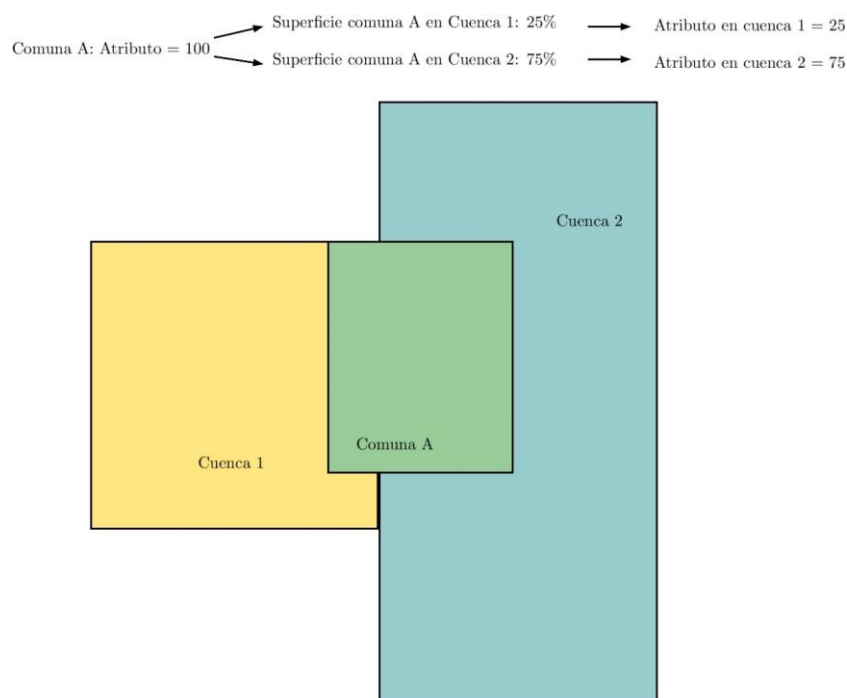 Superficie comuna A en Cuenca 1: 25%
Atributo en cuenca 1 = 25
Comuna A: Atributo = 100
Superficie comuna A en Cuenca 2: 75%
Atributo en cuenca 2 = 75
Cuenca 2
Comuna A
Cuenca 1